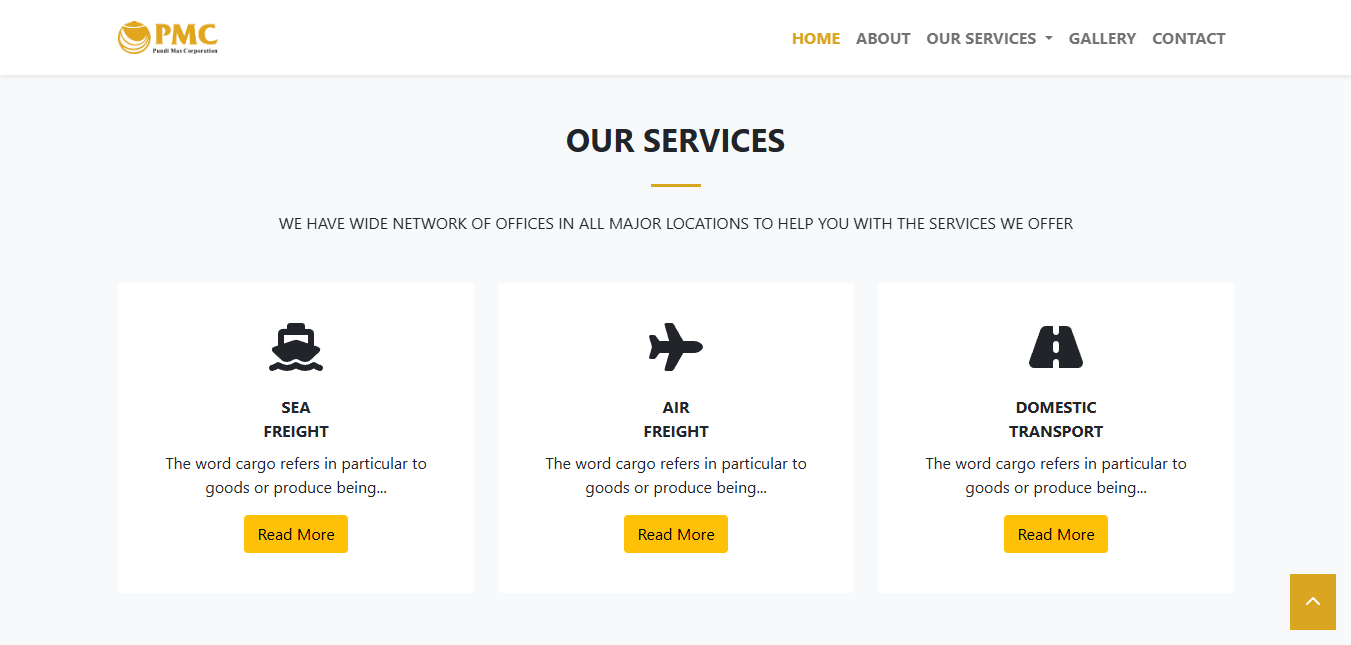 PMC
Pundi Mas Corporation
HOME ABOUT OUR SERVICES GALLERY CONTACT
OUR SERVICES
WE HAVE WIDE NETWORK OF OFFICES IN ALL MAJOR LOCATIONS TO HELP YOU WITH THE SERVICES WE OFFER
SEA
FREIGHT
The word cargo refers in particular to
goods or produce being...
Read More
AIR
FREIGHT
The word cargo refers in particular to
goods or produce being...
Read More
DOMESTIC
TRANSPORT
The word cargo refers in particular to
goods or produce being...
Read More